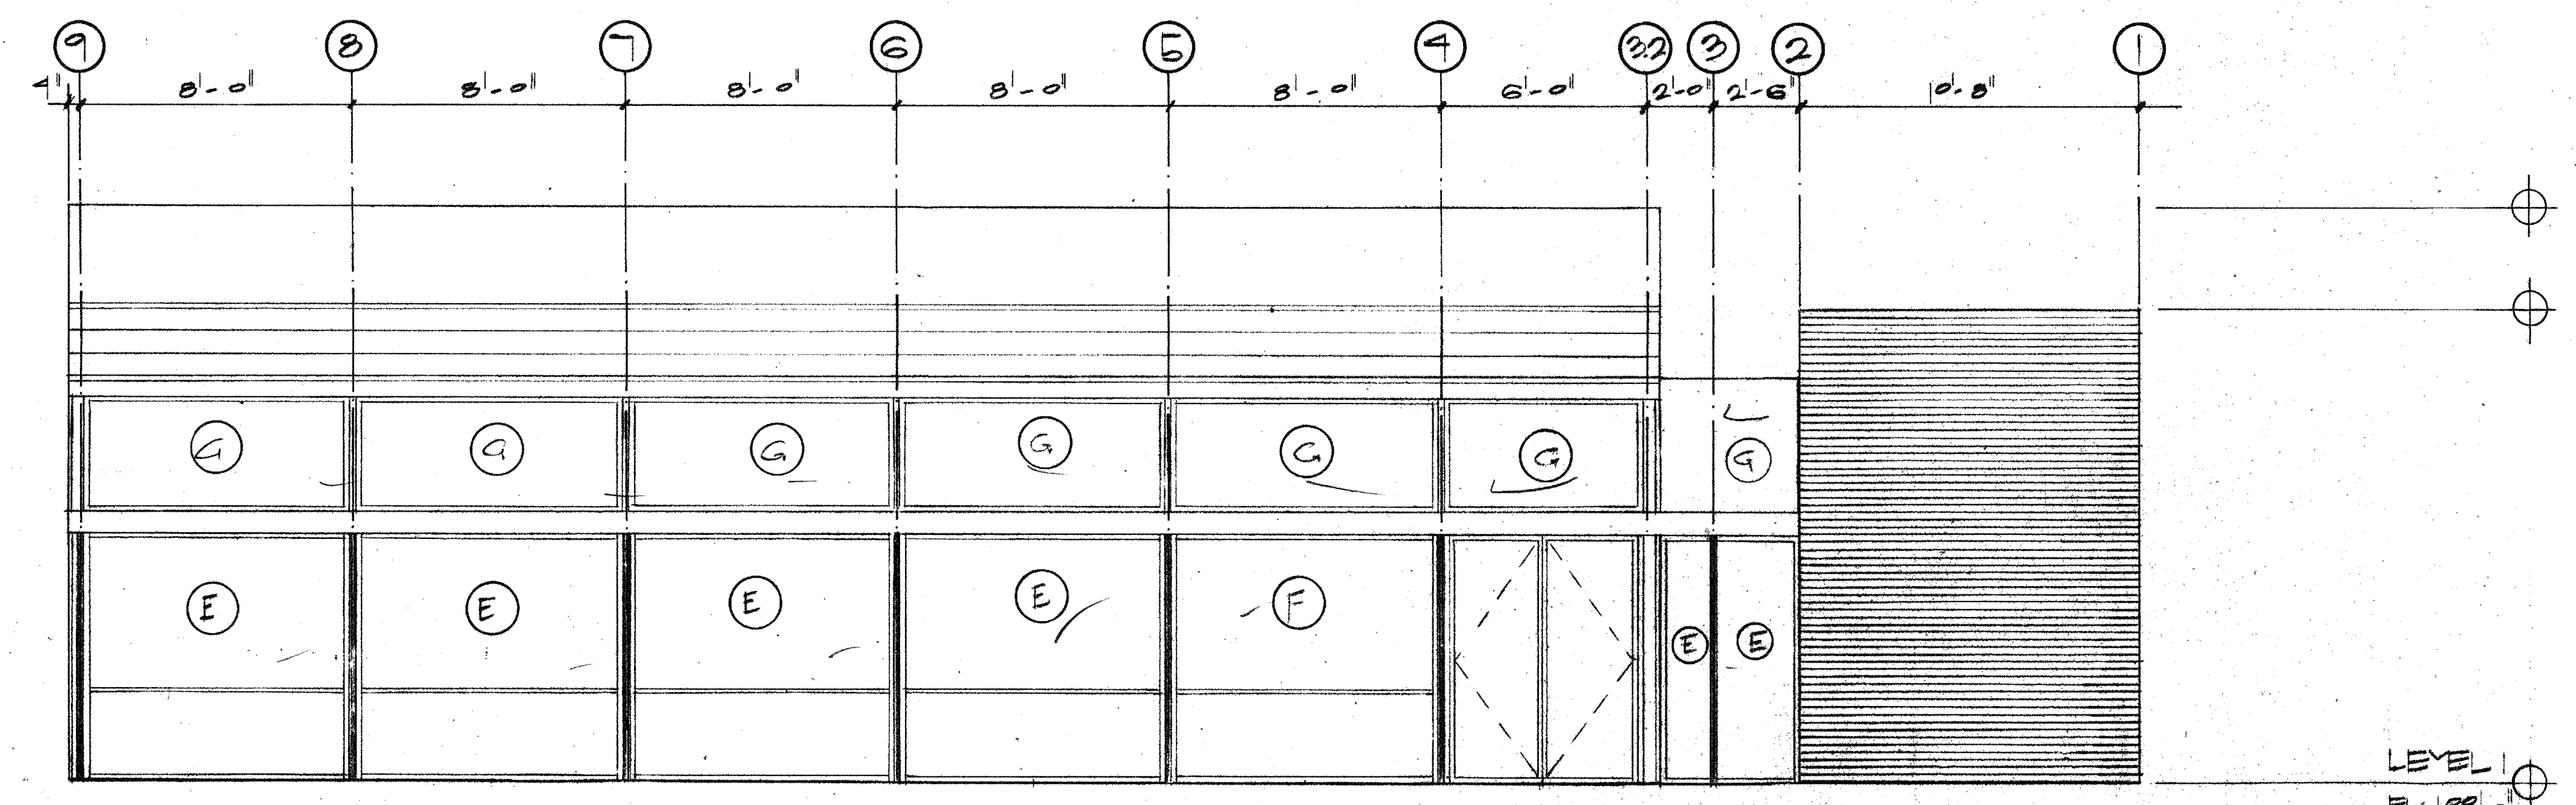 9 8 7 6 5 4 3.2 3 2 1
4" 8'-0" 8'-0" 8'-0" 8'-0" 8'-0" 6'-0" 2'-0" 2'-6" 10'-8"
G G G G G G G
E E E E F E E
LEVEL 1